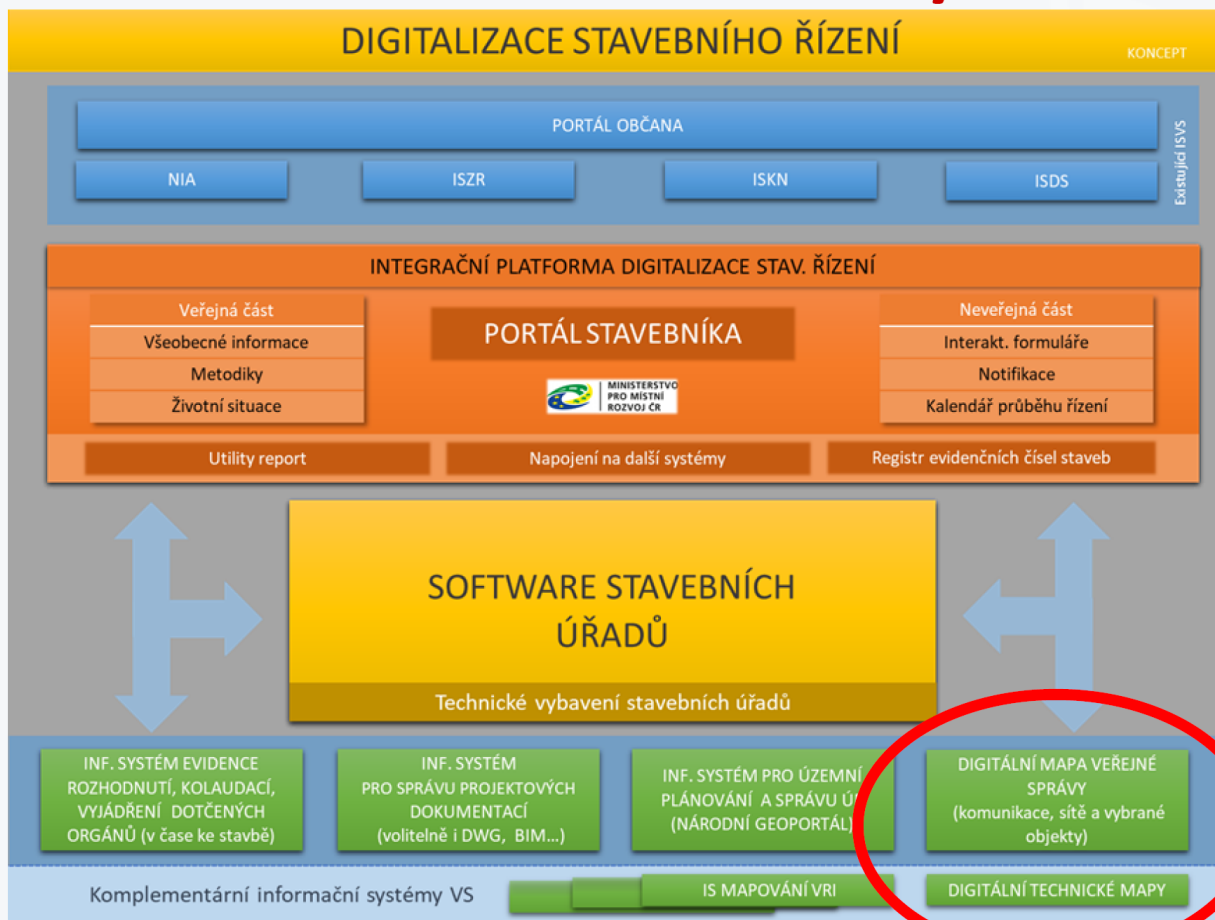 DIGITALIZACE STAVEBNÍHO ŘÍZENÍ
KONCEPT
PORTÁL OBČANA
NIA
ISZR
ISKN
ISDS
Existující ISVS
INTEGRAČNÍ PLATFORMA DIGITALIZACE STAV. ŘÍZENÍ
Veřejná část
Všeobecné informace
Metodiky
Životní situace
PORTÁL STAVEBNÍKA
MINISTERSTVO
PRO MÍSTNÍ
ROZVOJ ČR
Neveřejná část
Interakt. formuláře
Notifikace
Kalendář průběhu řízení
Utility report
Napojení na další systémy
Registr evidenčních čísel staveb
SOFTWARE STAVEBNÍCH
ÚŘADŮ
Technické vybavení stavebních úřadů
INF. SYSTÉM EVIDENCE
ROZHODNUTÍ, KOLAUDACÍ,
VYJÁDŘENÍ DOTČENÝCH
ORGÁNŮ (v čase ke stavbě)
INF. SYSTÉM
PRO SPRÁVU PROJEKTOVÝCH
DOKUMENTACÍ
(volitelně i DWG, BIM...)
INF. SYSTÉM PRO ÚZEMNÍ
PLÁNOVÁNÍ A SPRÁVU
(NÁRODNÍ GEOPORTÁL)
DIGITÁLNÍ MAPA VEŘEJNÉ
SPRÁVY
(komunikace, sítě a vybrané
objekty)
Komplementární informační systémy VS
IS MAPOVÁNÍ VRI
DIGITÁLNÍ TECHNICKÉ MAPY